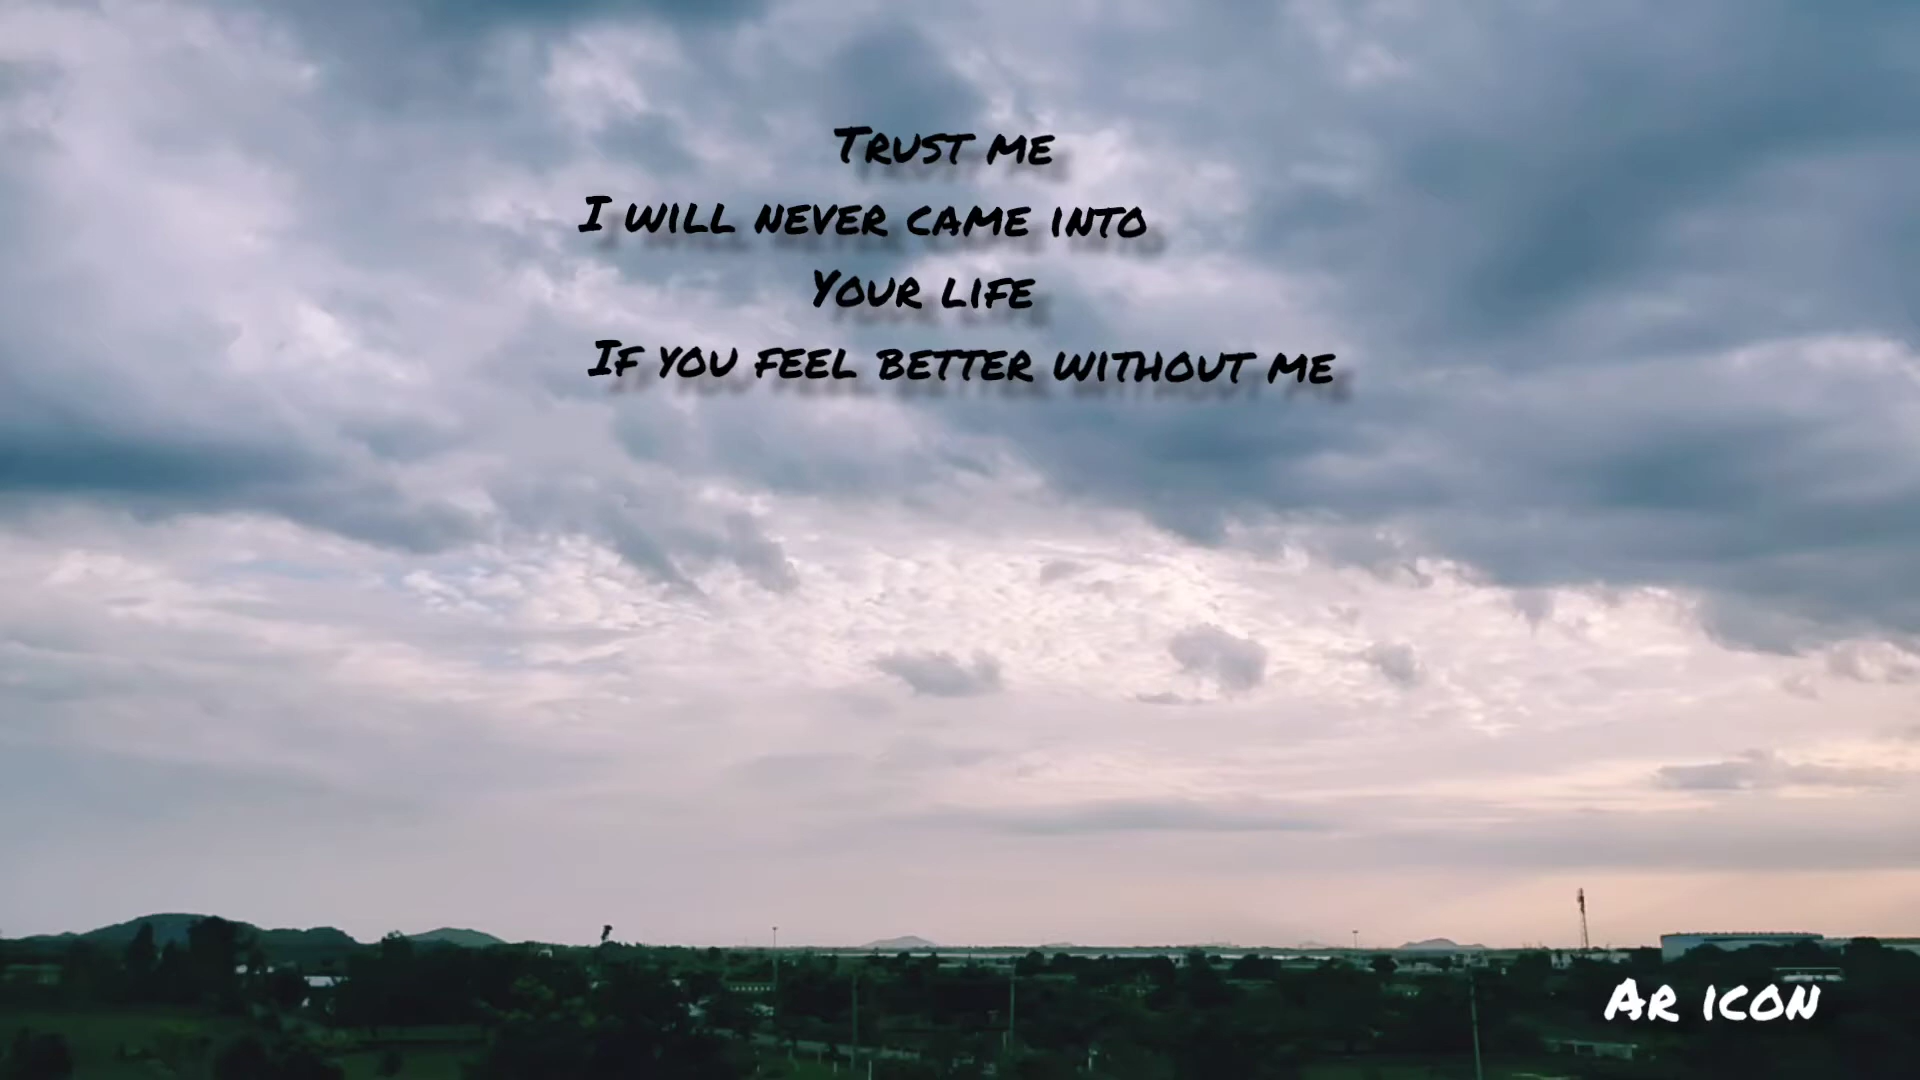 Trust me
I will never came into
Your life
If you feel better without me
Ar icon